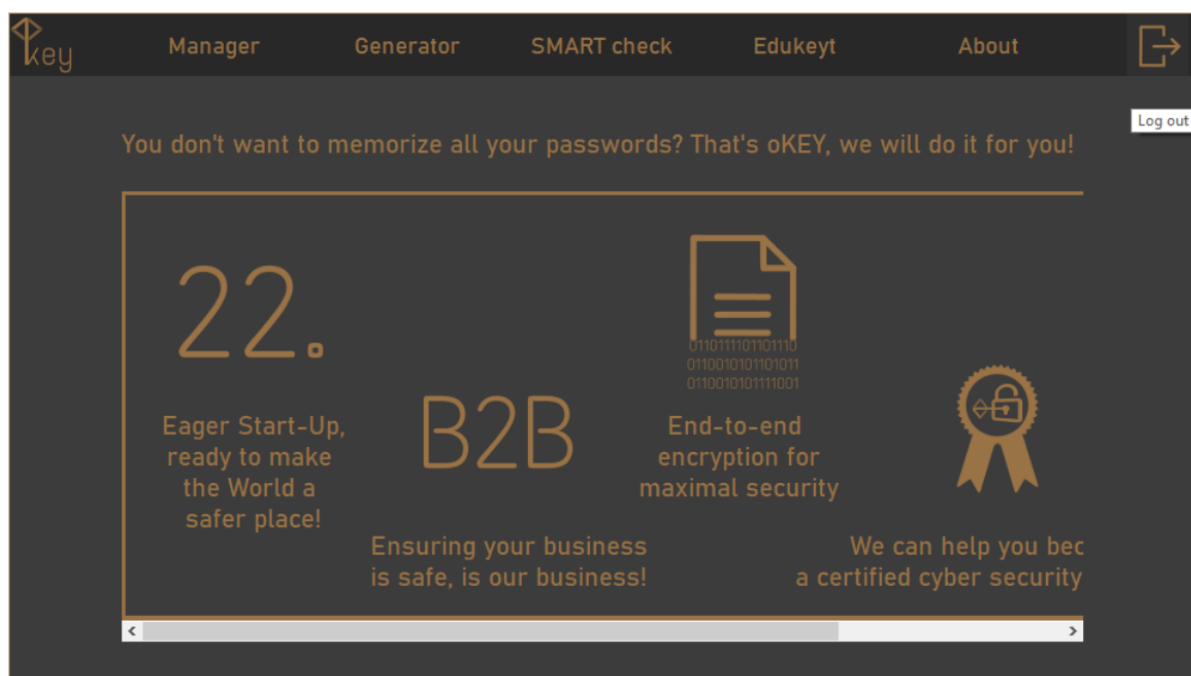 key
Manager
Generator
SMART check
Edukeyt
About
Log out
You don't want to memorize all your passwords? That's oKEY, we will do it for you!
22.
Eager Start-Up,
ready to make
the World a
safer place!
B2B
Ensuring your business
is safe, is our business!
0110111101101110
0110010101101011
0110010101111001
End-to-end
encryption for
maximal security
We can help you bec
a certified cyber security